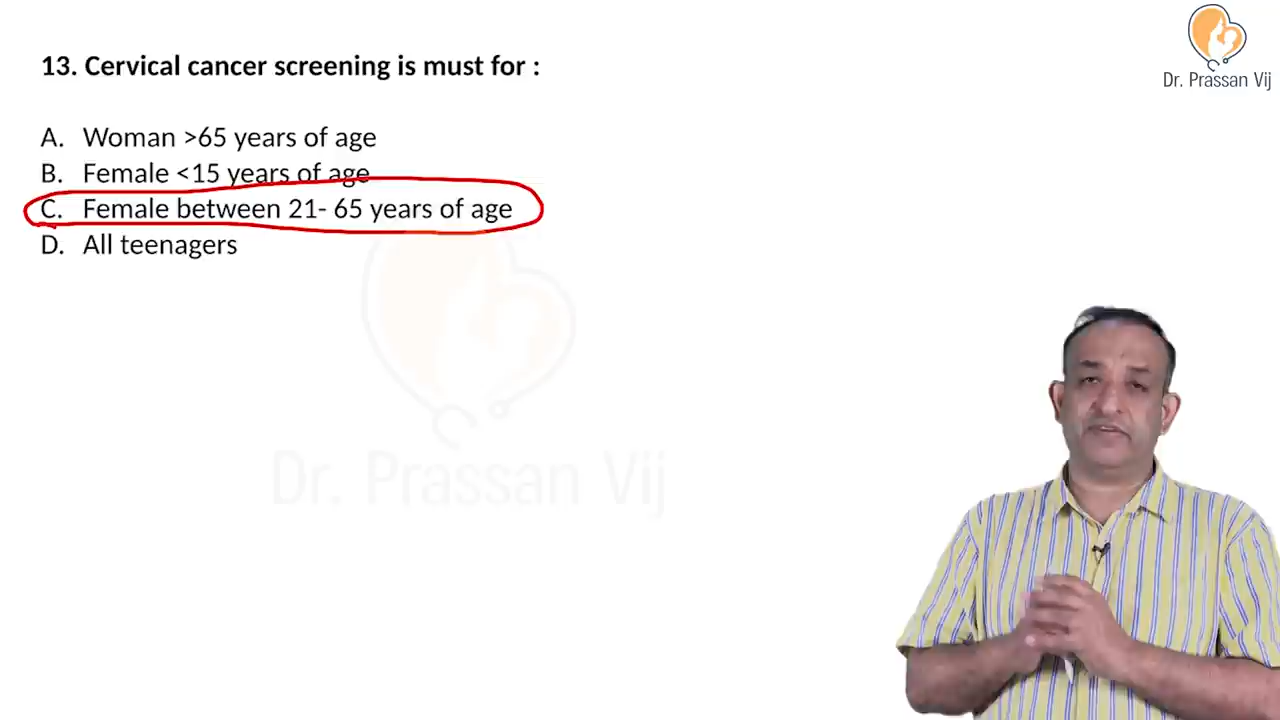 Dr. Prassan Vij
13. Cervical cancer screening is must for :
A. Woman >65 years of age
B. Female <15 years of age
C. Female between 21- 65 years of age
D. All teenagers
Dr. Prassan Vij